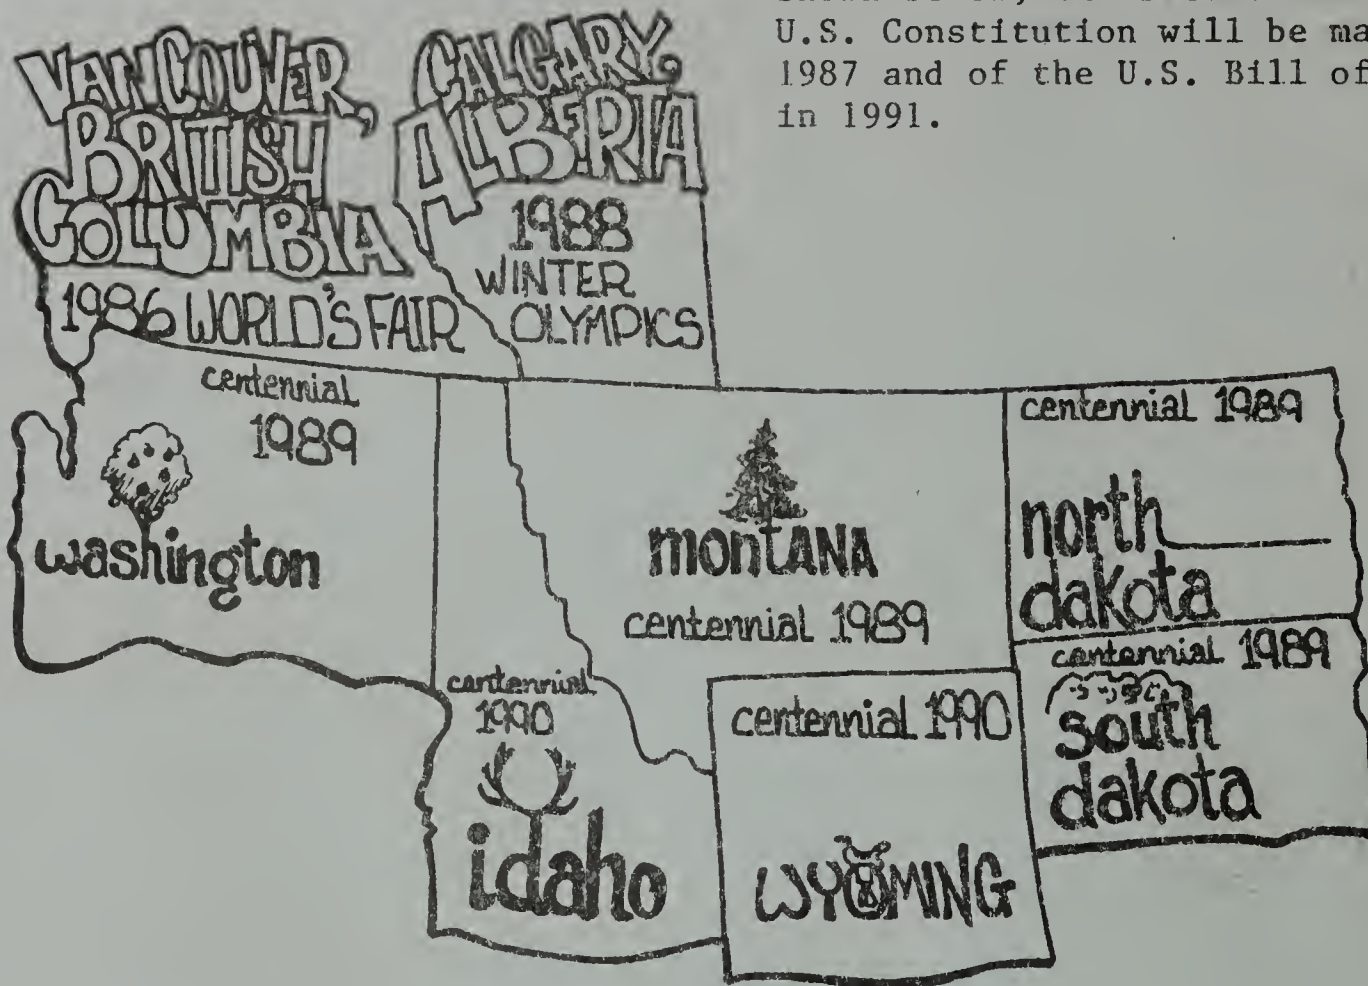 U.S. Constitution will be ma
1987 and of the U.S. Bill of
in 1991.
VANCOUVER,
BRITISH
COLUMBIA
1986 WORLD'S FAIR
CALGARY,
ALBERTA
1988
WINTER
OLYMPICS
centennial
1989
washington
montANA
centennial 1989
centennial 1989
north
dakota
centennial 1989
south
dakota
centennial
1990
idaho
centennial 1990
WYOMING